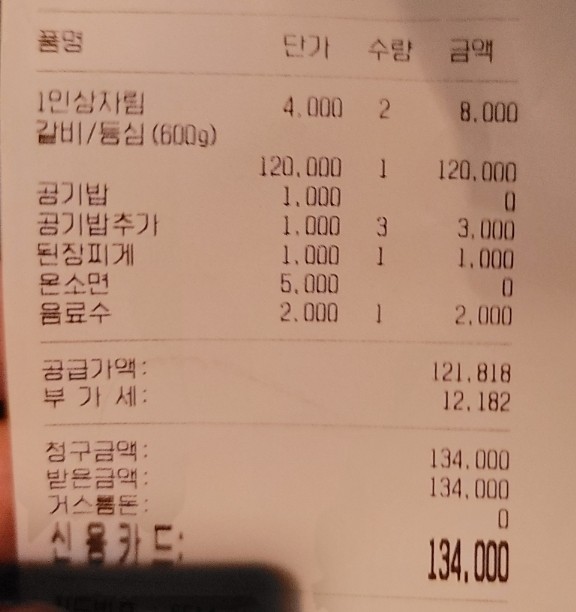 품명 단가 수량 금액
1인상차림 4,000 2 8,000
갈비/등심(600g)
120,000 1 120,000
공기밥 1,000 0
공기밥추가 1,000 3 3,000
된장찌게 1,000 1 1,000
온소면 5,000 0
음료수 2,000 1 2,000
공급가액: 121,818
부 가 세: 12,182
청구금액: 134,000
받은금액: 134,000
거스름돈: 0
신용카드: 134,000